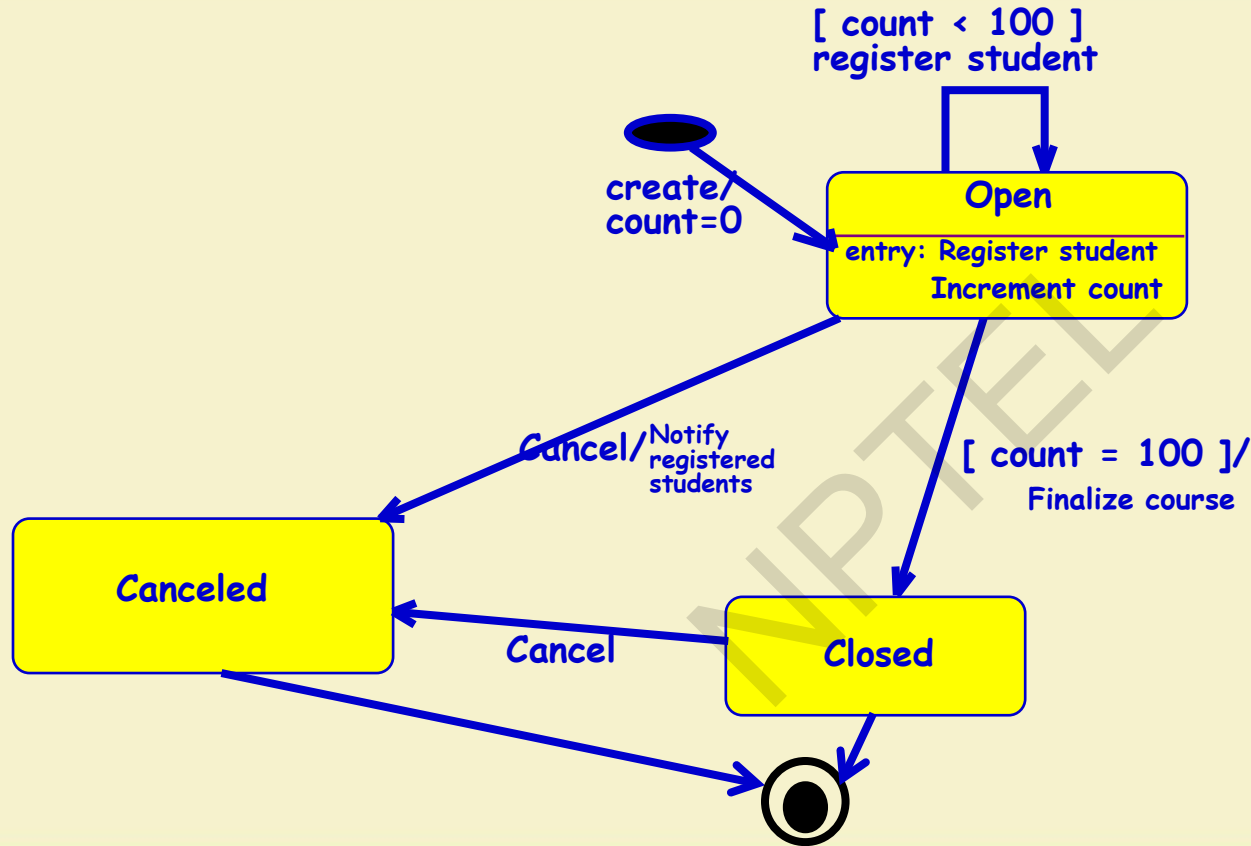 [ count < 100 ]
register student
create/
count=0
Open
entry: Register student
Increment count
Cancel/Notify
registered
students
[ count = 100 ]/
Finalize course
Canceled
Cancel
Closed
NPTEL